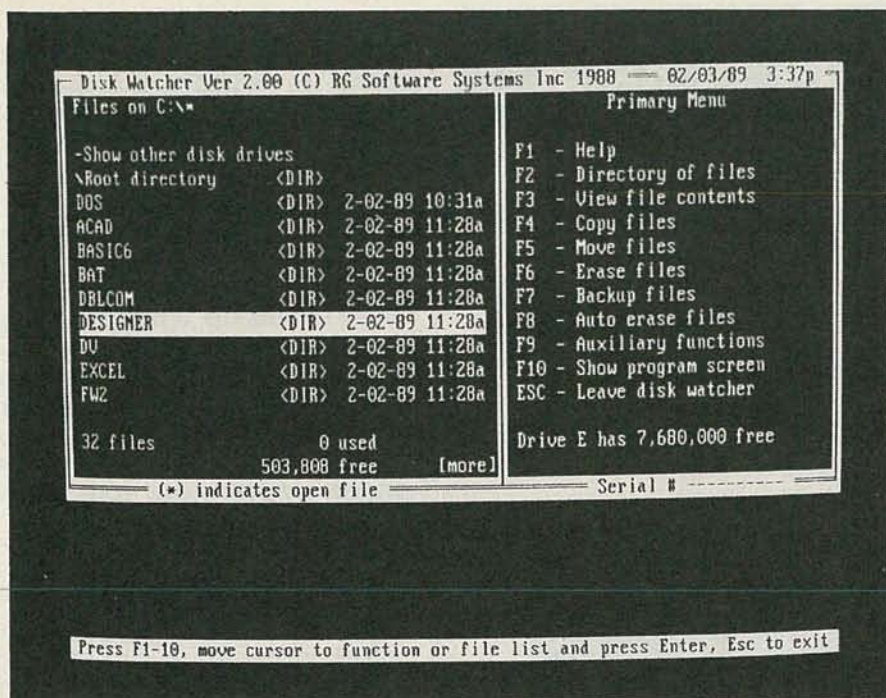 Disk Watcher Ver 2.00 (C) RG Software Systems Inc 1988 02/03/89 3:37p
Files on C:\*
-Show other disk drives
\Root directory <DIR>
DOS <DIR> 2-02-89 10:31a
ACAD <DIR> 2-02-89 11:28a
BASIC6 <DIR> 2-02-89 11:28a
BAT <DIR> 2-02-89 11:28a
DBLCOM <DIR> 2-02-89 11:28a
DESIGNER <DIR> 2-02-89 11:28a
DV <DIR> 2-02-89 11:28a
EXCEL <DIR> 2-02-89 11:28a
FW2 <DIR> 2-02-89 11:28a
32 files 0 used
503,808 free [more]
(*) indicates open file
Primary Menu
F1 - Help
F2 - Directory of files
F3 - View file contents
F4 - Copy files
F5 - Move files
F6 - Erase files
F7 - Backup files
F8 - Auto erase files
F9 - Auxiliary functions
F10 - Show program screen
ESC - Leave disk watcher
Drive E has 7,680,000 free
Serial # ----------
Press F1-10, move cursor to function or file list and press Enter, Esc to exit